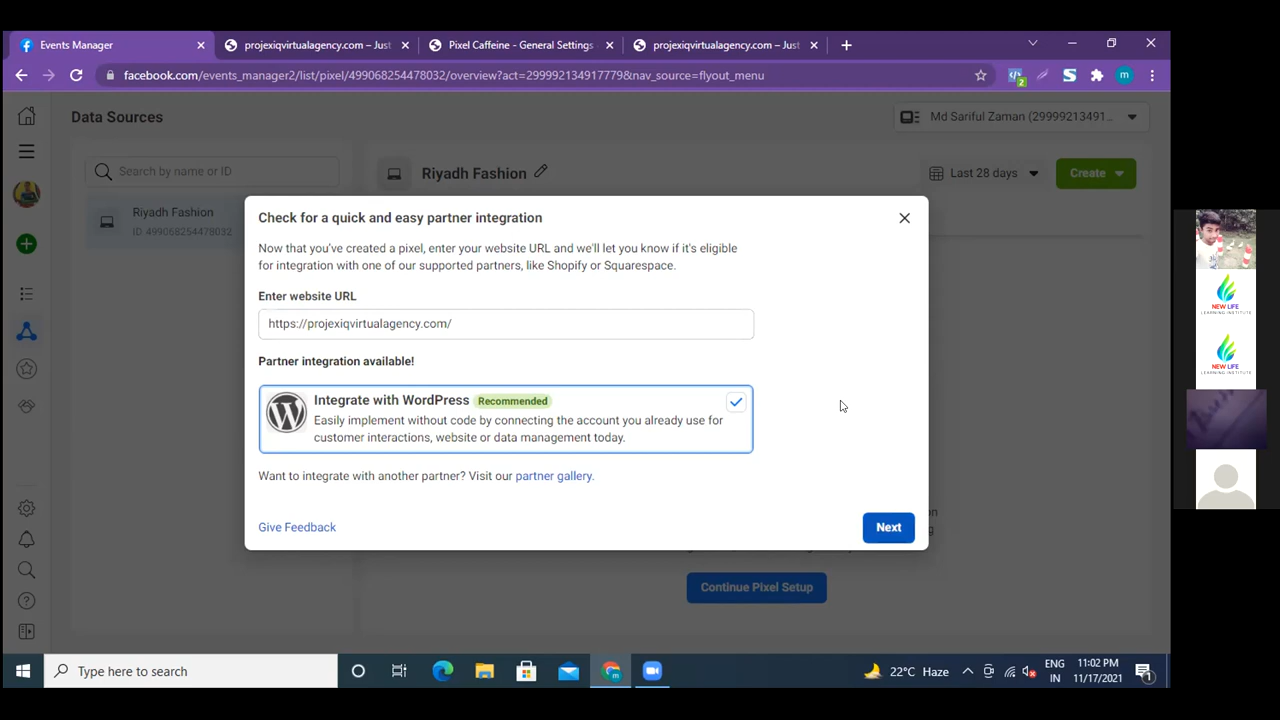 Events Manager
projexiqvirtualagency.com – Just
Pixel Caffeine - General Settings
projexiqvirtualagency.com – Just
facebook.com/events_manager2/list/pixel/499068254478032/overview?act=299992134917779&nav_source=flyout_menu
2
m
Data Sources
Md Sariful Zaman (29999213491...
Search by name or ID
Riyadh Fashion
Last 28 days
Create
Riyadh Fashion
ID 499068254478032
Check for a quick and easy partner integration
Now that you've created a pixel, enter your website URL and we'll let you know if it's eligible
for integration with one of our supported partners, like Shopify or Squarespace.
Enter website URL
https://projexiqvirtualagency.com/
Partner integration available!
Integrate with WordPress Recommended
Easily implement without code by connecting the account you already use for
customer interactions, website or data management today.
Want to integrate with another partner? Visit our partner gallery.
Give Feedback
Next
Continue Pixel Setup
NEW LIFE
LEARNING INSTITUTE
NEW LIFE
LEARNING INSTITUTE
Type here to search
22°C Haze
ENG
IN
11:02 PM
11/17/2021
1